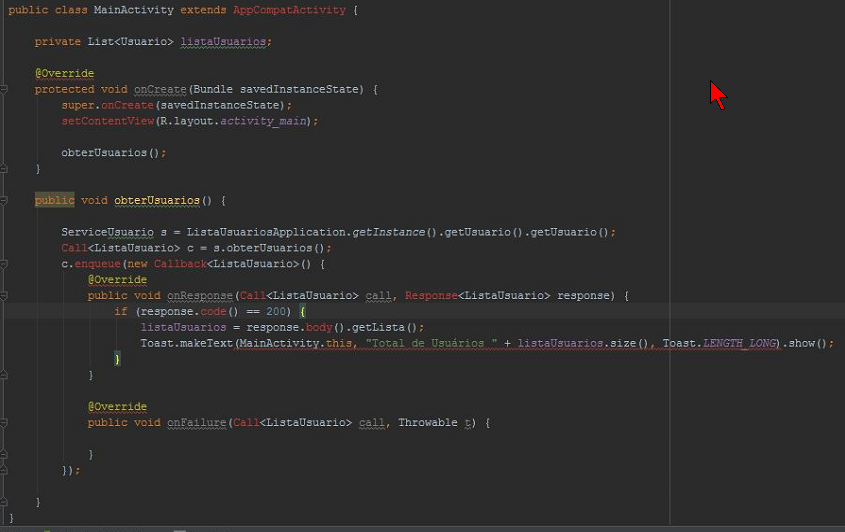 public class MainActivity extends AppCompatActivity {
private List<Usuario> listaUsuarios;
@Override
protected void onCreate(Bundle savedInstanceState) {
super.onCreate(savedInstanceState);
setContentView(R.layout.activity_main);
obterUsuarios();
}
public void obterUsuarios() {
ServiceUsuario s = ListaUsuariosApplication.getInstance().getUsuario().getUsuario();
Call<ListaUsuario> c = s.obterUsuarios();
c.enqueue(new Callback<ListaUsuario>() {
@Override
public void onResponse(Call<ListaUsuario> call, Response<ListaUsuario> response) {
if (response.code() == 200) {
listaUsuarios = response.body().getLista();
Toast.makeText(MainActivity.this, "Total de Usuários " + listaUsuarios.size(), Toast.LENGTH_LONG).show();
}
}
@Override
public void onFailure(Call<ListaUsuario> call, Throwable t) {
}
});
}
}